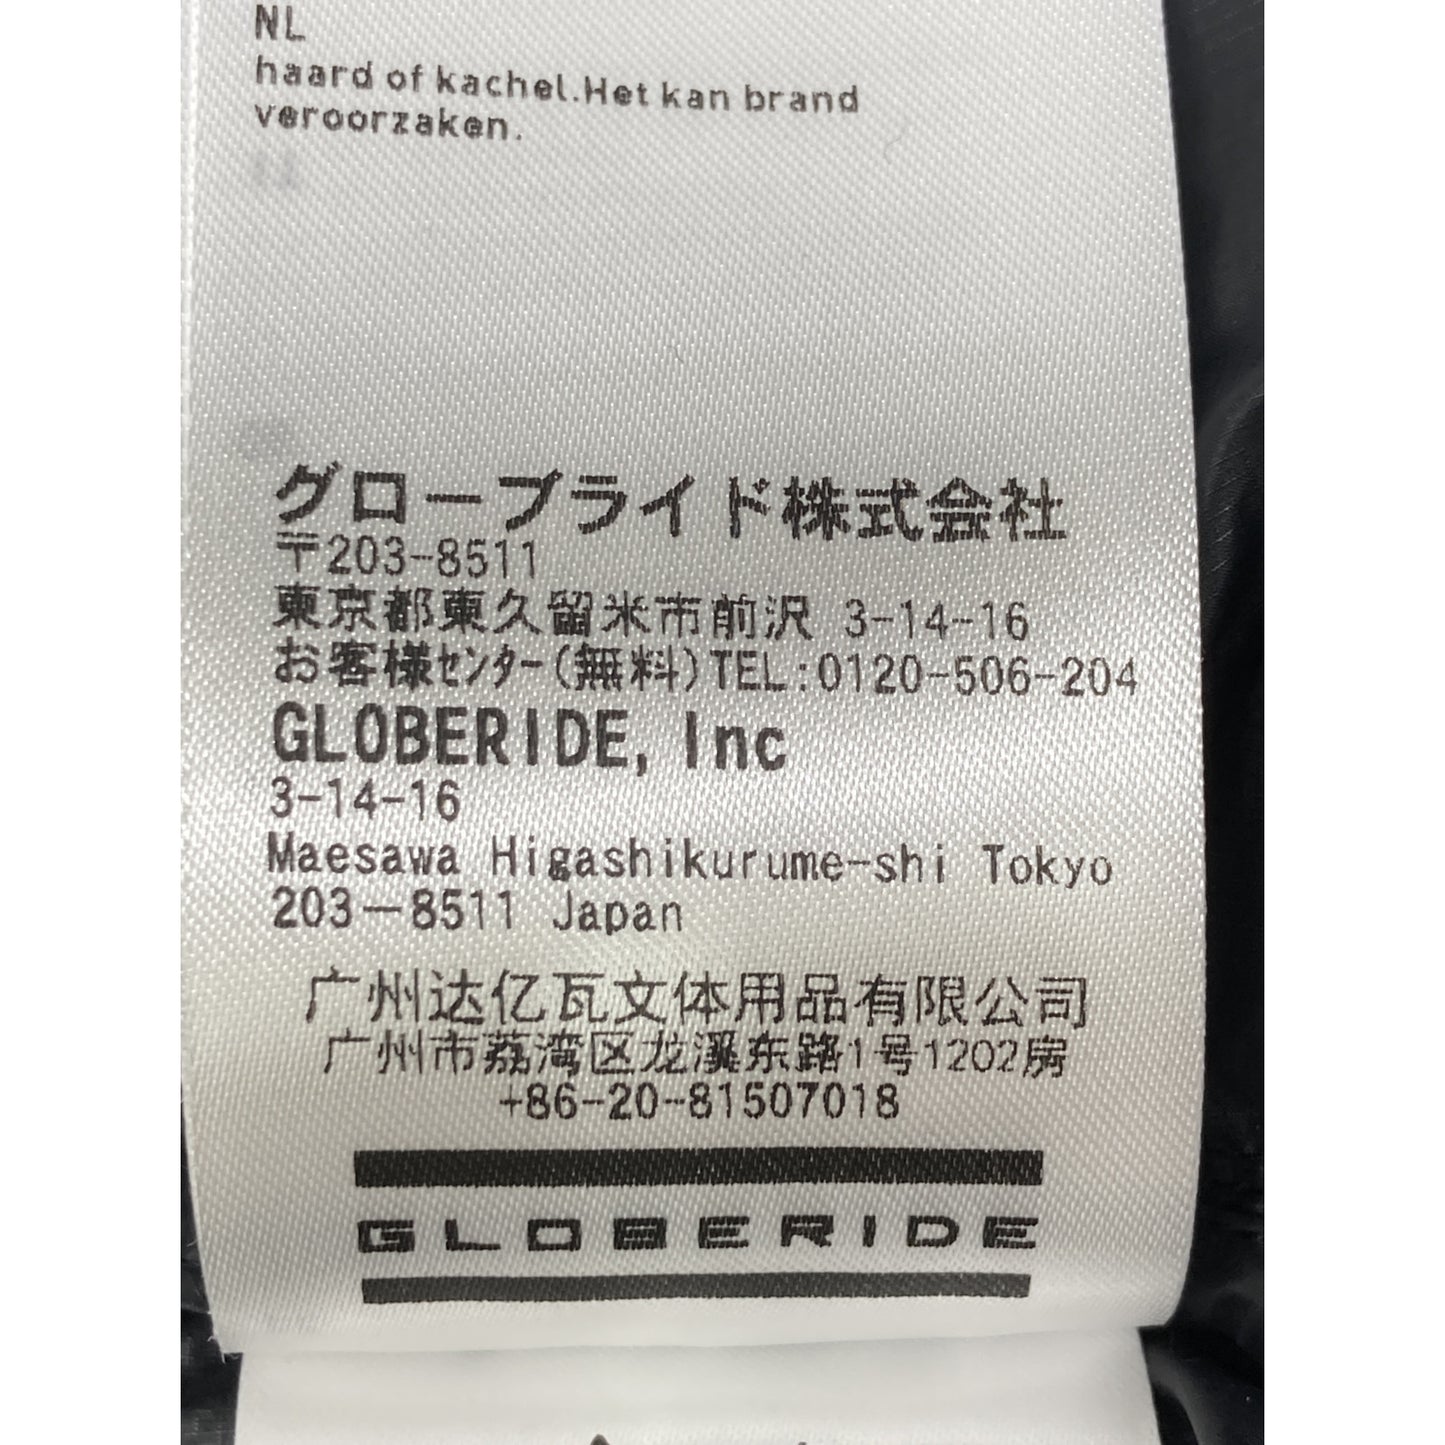 NL
haard of kachel.Het kan brand
veroorzaken.
グローブライド株式会社
〒203-8511
東京都東久留米市前沢 3-14-16
お客様センター(無料)TEL:0120-506-204
GLOBERIDE, Inc
3-14-16
Maesawa Higashikurume-shi Tokyo
203-8511 Japan
广州达亿瓦文体用品有限公司
广州市荔湾区龙溪东路1号1202房
+86-20-81507018
GLOBERIDE